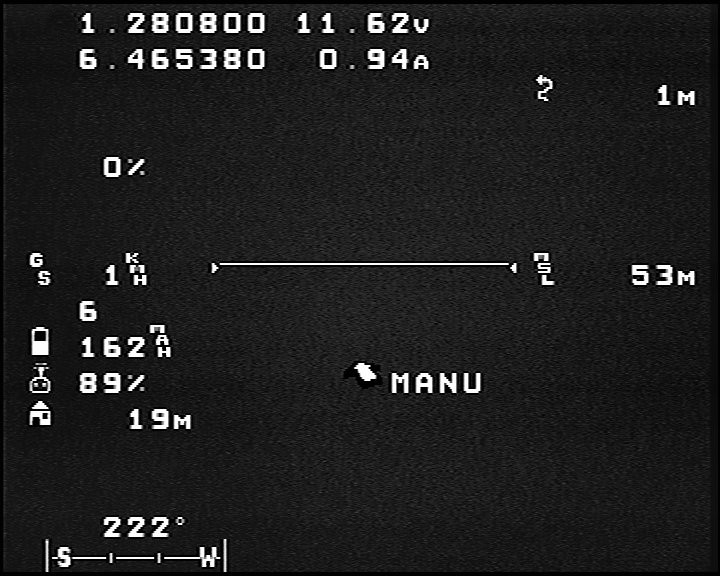 1.280800 11.62V
6.465380 0.94A
1M
0%
GS 1 KMH MSL 53M
6
162 MAH
89% MANU
19M
222°
S W